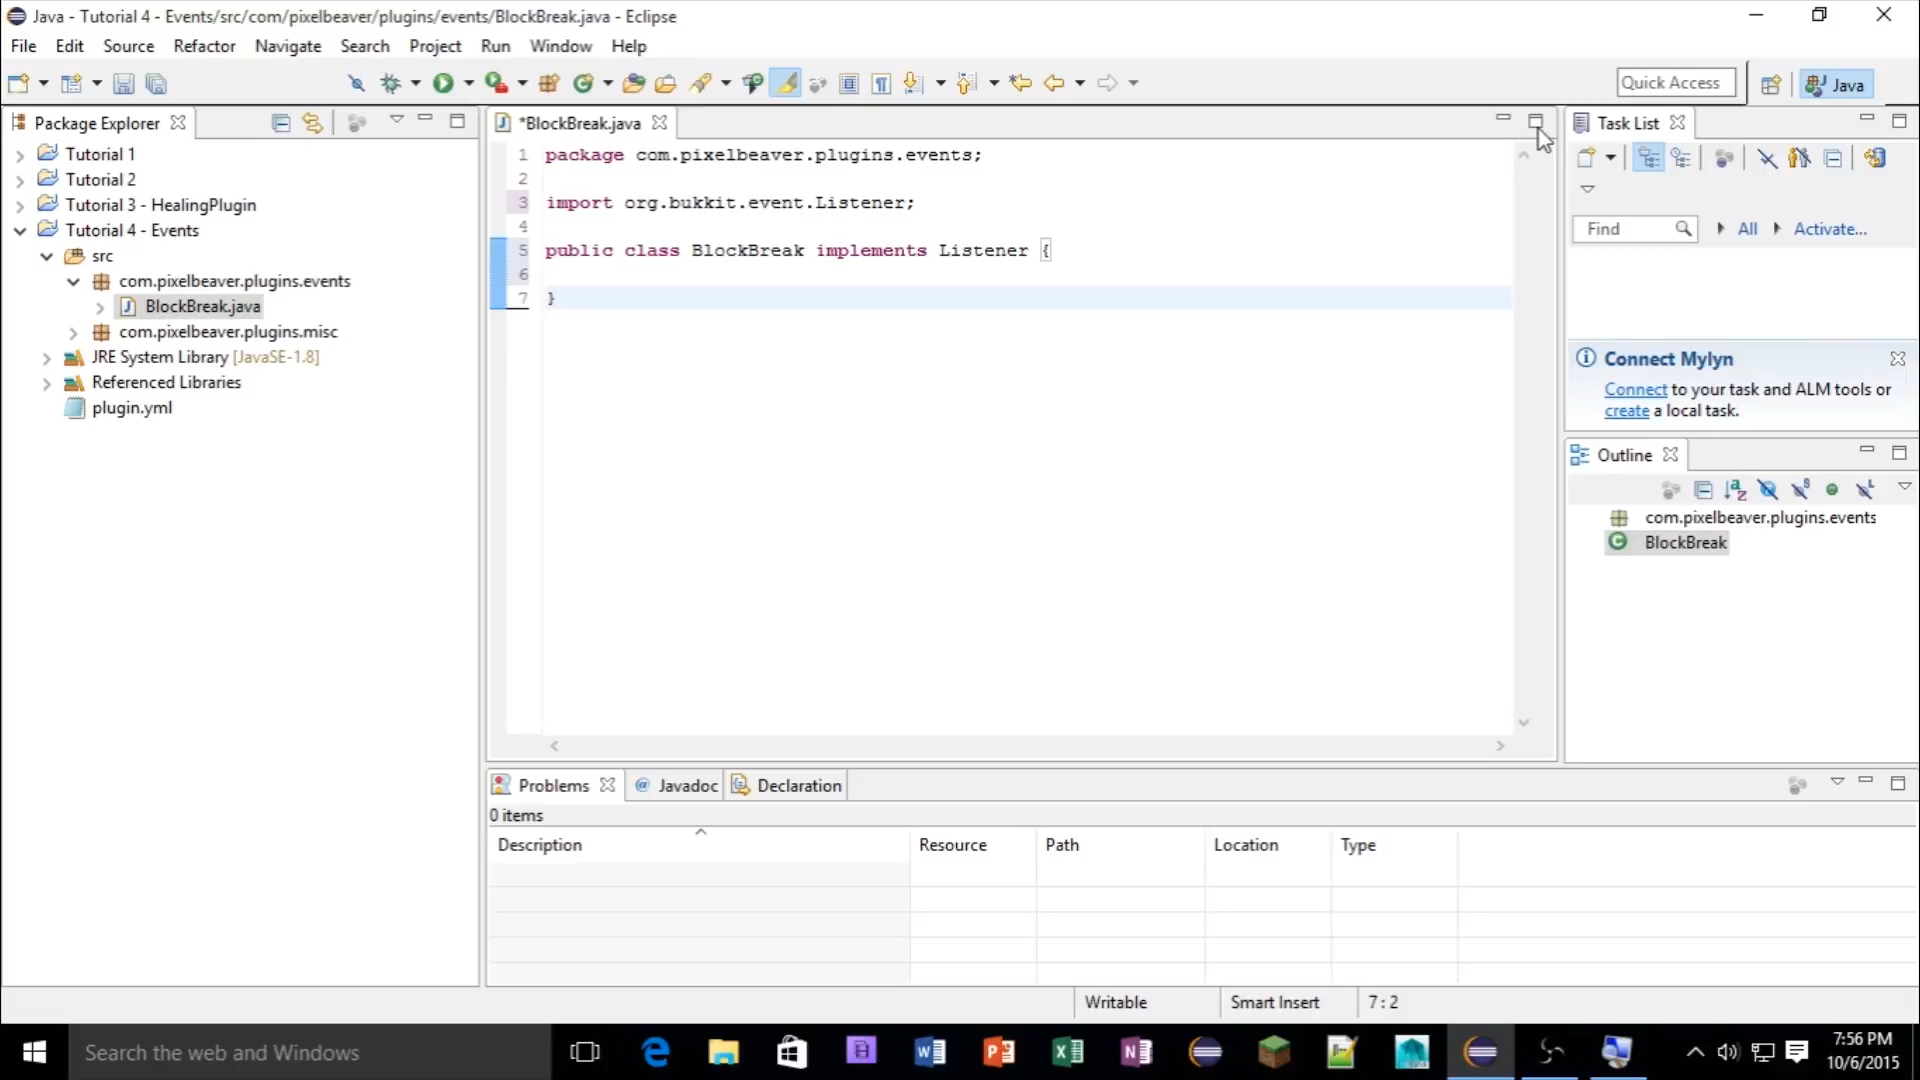 Java - Tutorial 4 - Events/src/com/pixelbeaver/plugins/events/BlockBreak.java - Eclipse
File Edit Source Refactor Navigate Search Project Run Window Help
Quick Access
Java
Package Explorer
Tutorial 1
Tutorial 2
Tutorial 3 - HealingPlugin
Tutorial 4 - Events
src
com.pixelbeaver.plugins.events
BlockBreak.java
com.pixelbeaver.plugins.misc
JRE System Library [JavaSE-1.8]
Referenced Libraries
plugin.yml
*BlockBreak.java
1 package com.pixelbeaver.plugins.events;
2
3 import org.bukkit.event.Listener;
4
5 public class BlockBreak implements Listener {
6
7 }
Task List
Find All Activate...
Connect Mylyn
Connect to your task and ALM tools or
create a local task.
Outline
com.pixelbeaver.plugins.events
BlockBreak
Problems @ Javadoc Declaration
0 items
Description Resource Path Location Type
Writable Smart Insert 7 : 2
Search the web and Windows
7:56 PM
10/6/2015